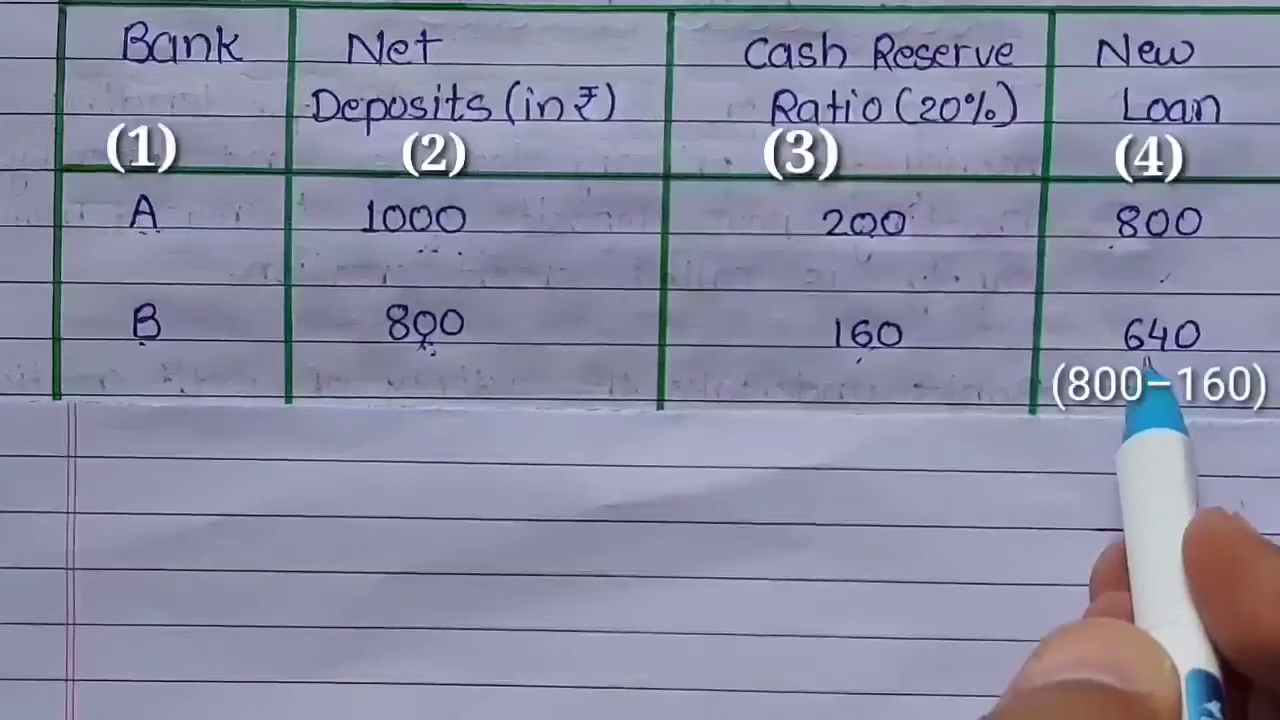 Bank Net Cash Reserve New
Deposits (in ₹) Ratio (20%) Loan
(1) (2) (3) (4)
A 1000 200 800
B 800 160 640
(800–160)